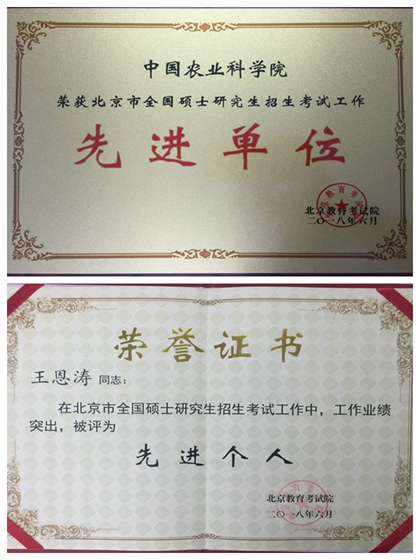 中国农业科学院
荣获北京市全国硕士研究生招生考试工作
先进单位
北京教育考试院
二〇一八年六月
荣誉证书
王恩涛 同志：
在北京市全国硕士研究生招生考试工作中，工作业绩
突出，被评为
先进个人
北京教育考试院
二〇一八年六月